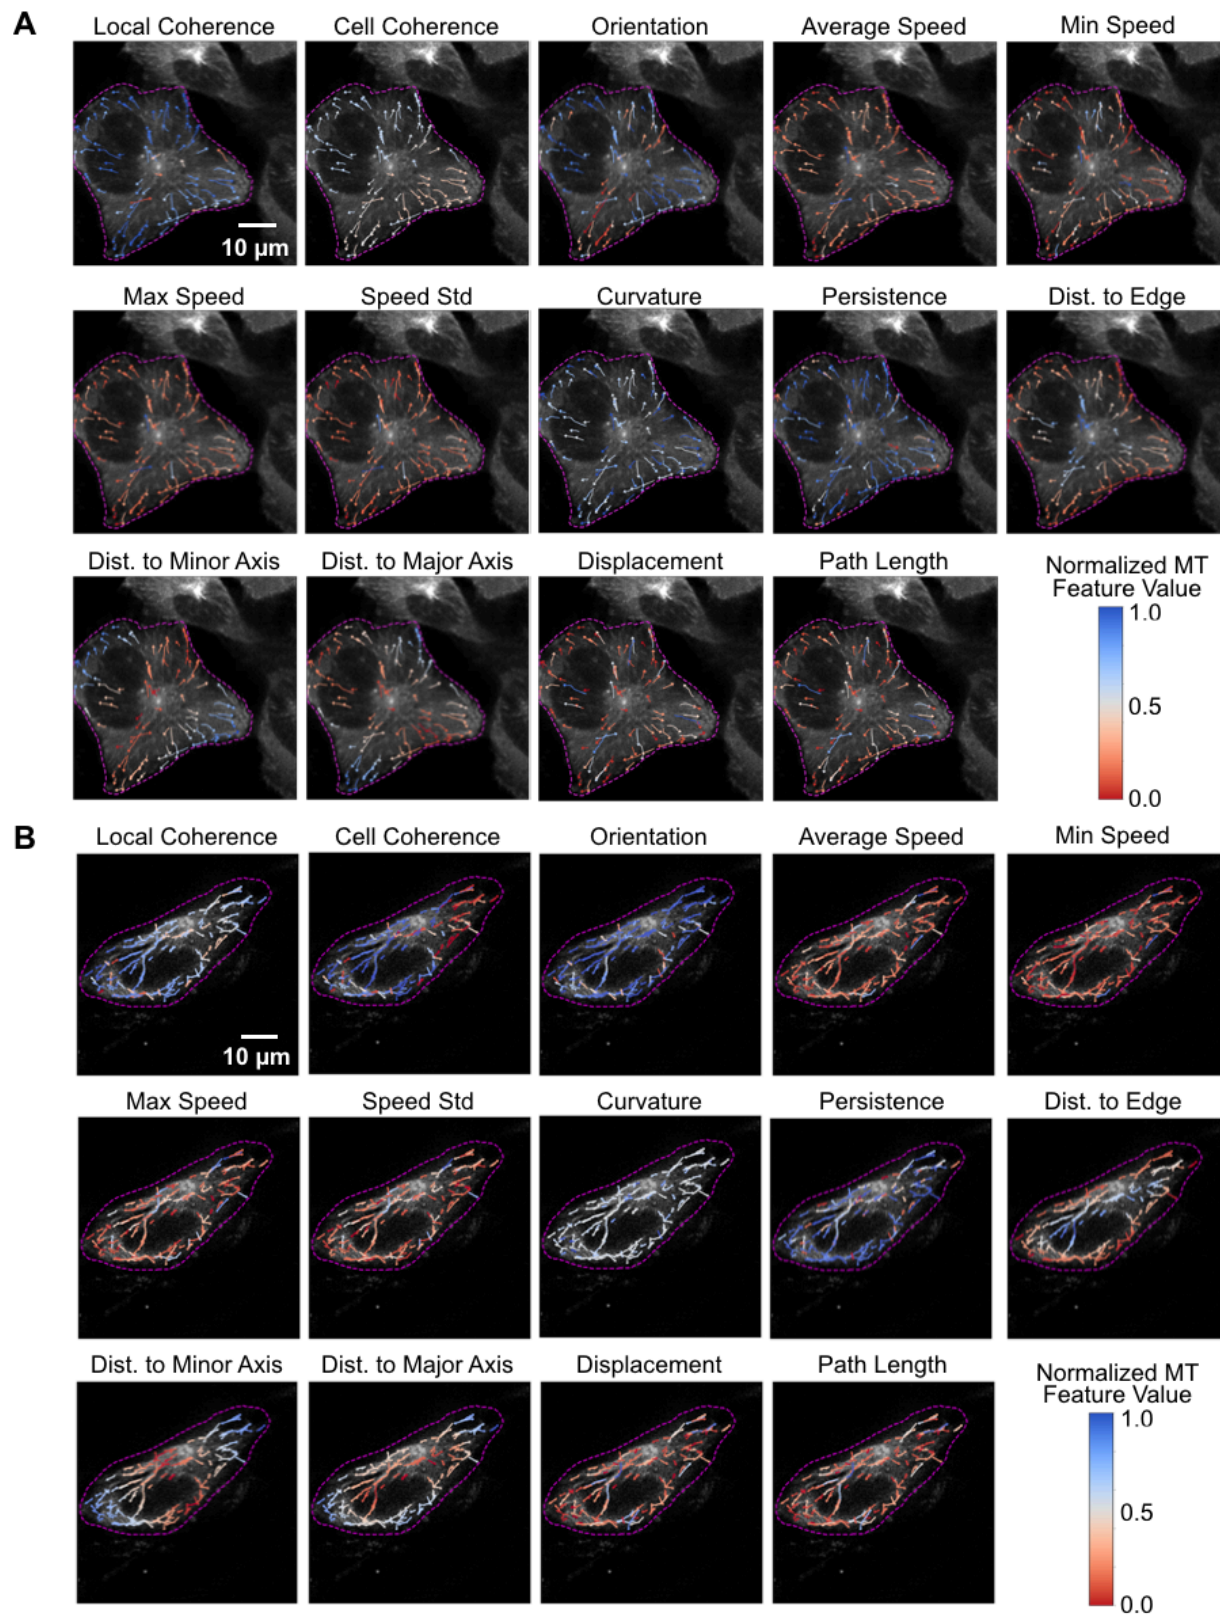 A
Local Coherence
Cell Coherence
Orientation
Average Speed
Min Speed
10 µm
Max Speed
Speed Std
Curvature
Persistence
Dist. to Edge
Dist. to Minor Axis
Dist. to Major Axis
Displacement
Path Length
Normalized MT
Feature Value
1.0
0.5
0.0
B
Local Coherence
Cell Coherence
Orientation
Average Speed
Min Speed
10 µm
Max Speed
Speed Std
Curvature
Persistence
Dist. to Edge
Dist. to Minor Axis
Dist. to Major Axis
Displacement
Path Length
Normalized MT
Feature Value
1.0
0.5
0.0